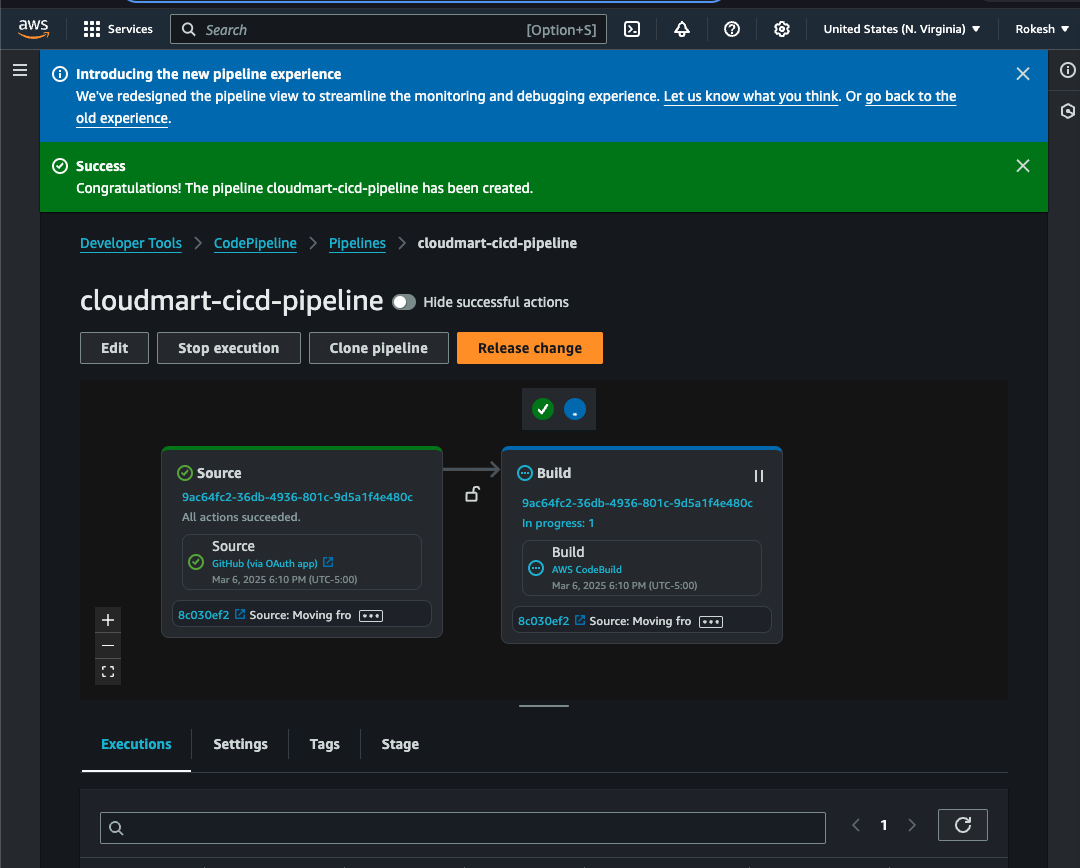 aws
Services
Search
[Option+S]
United States (N. Virginia)
Rokesh
Introducing the new pipeline experience
We've redesigned the pipeline view to streamline the monitoring and debugging experience. Let us know what you think. Or go back to the
old experience.
Success
Congratulations! The pipeline cloudmart-cicd-pipeline has been created.
Developer Tools
CodePipeline
Pipelines
cloudmart-cicd-pipeline
cloudmart-cicd-pipeline
Hide successful actions
Edit
Stop execution
Clone pipeline
Release change
Source
9ac64fc2-36db-4936-801c-9d5a1f4e480c
All actions succeeded.
Source
GitHub (via OAuth app)
Mar 6, 2025 6:10 PM (UTC-5:00)
8c030ef2 Source: Moving fro
Build
9ac64fc2-36db-4936-801c-9d5a1f4e480c
In progress: 1
Build
AWS CodeBuild
Mar 6, 2025 6:10 PM (UTC-5:00)
8c030ef2 Source: Moving fro
Executions
Settings
Tags
Stage
1